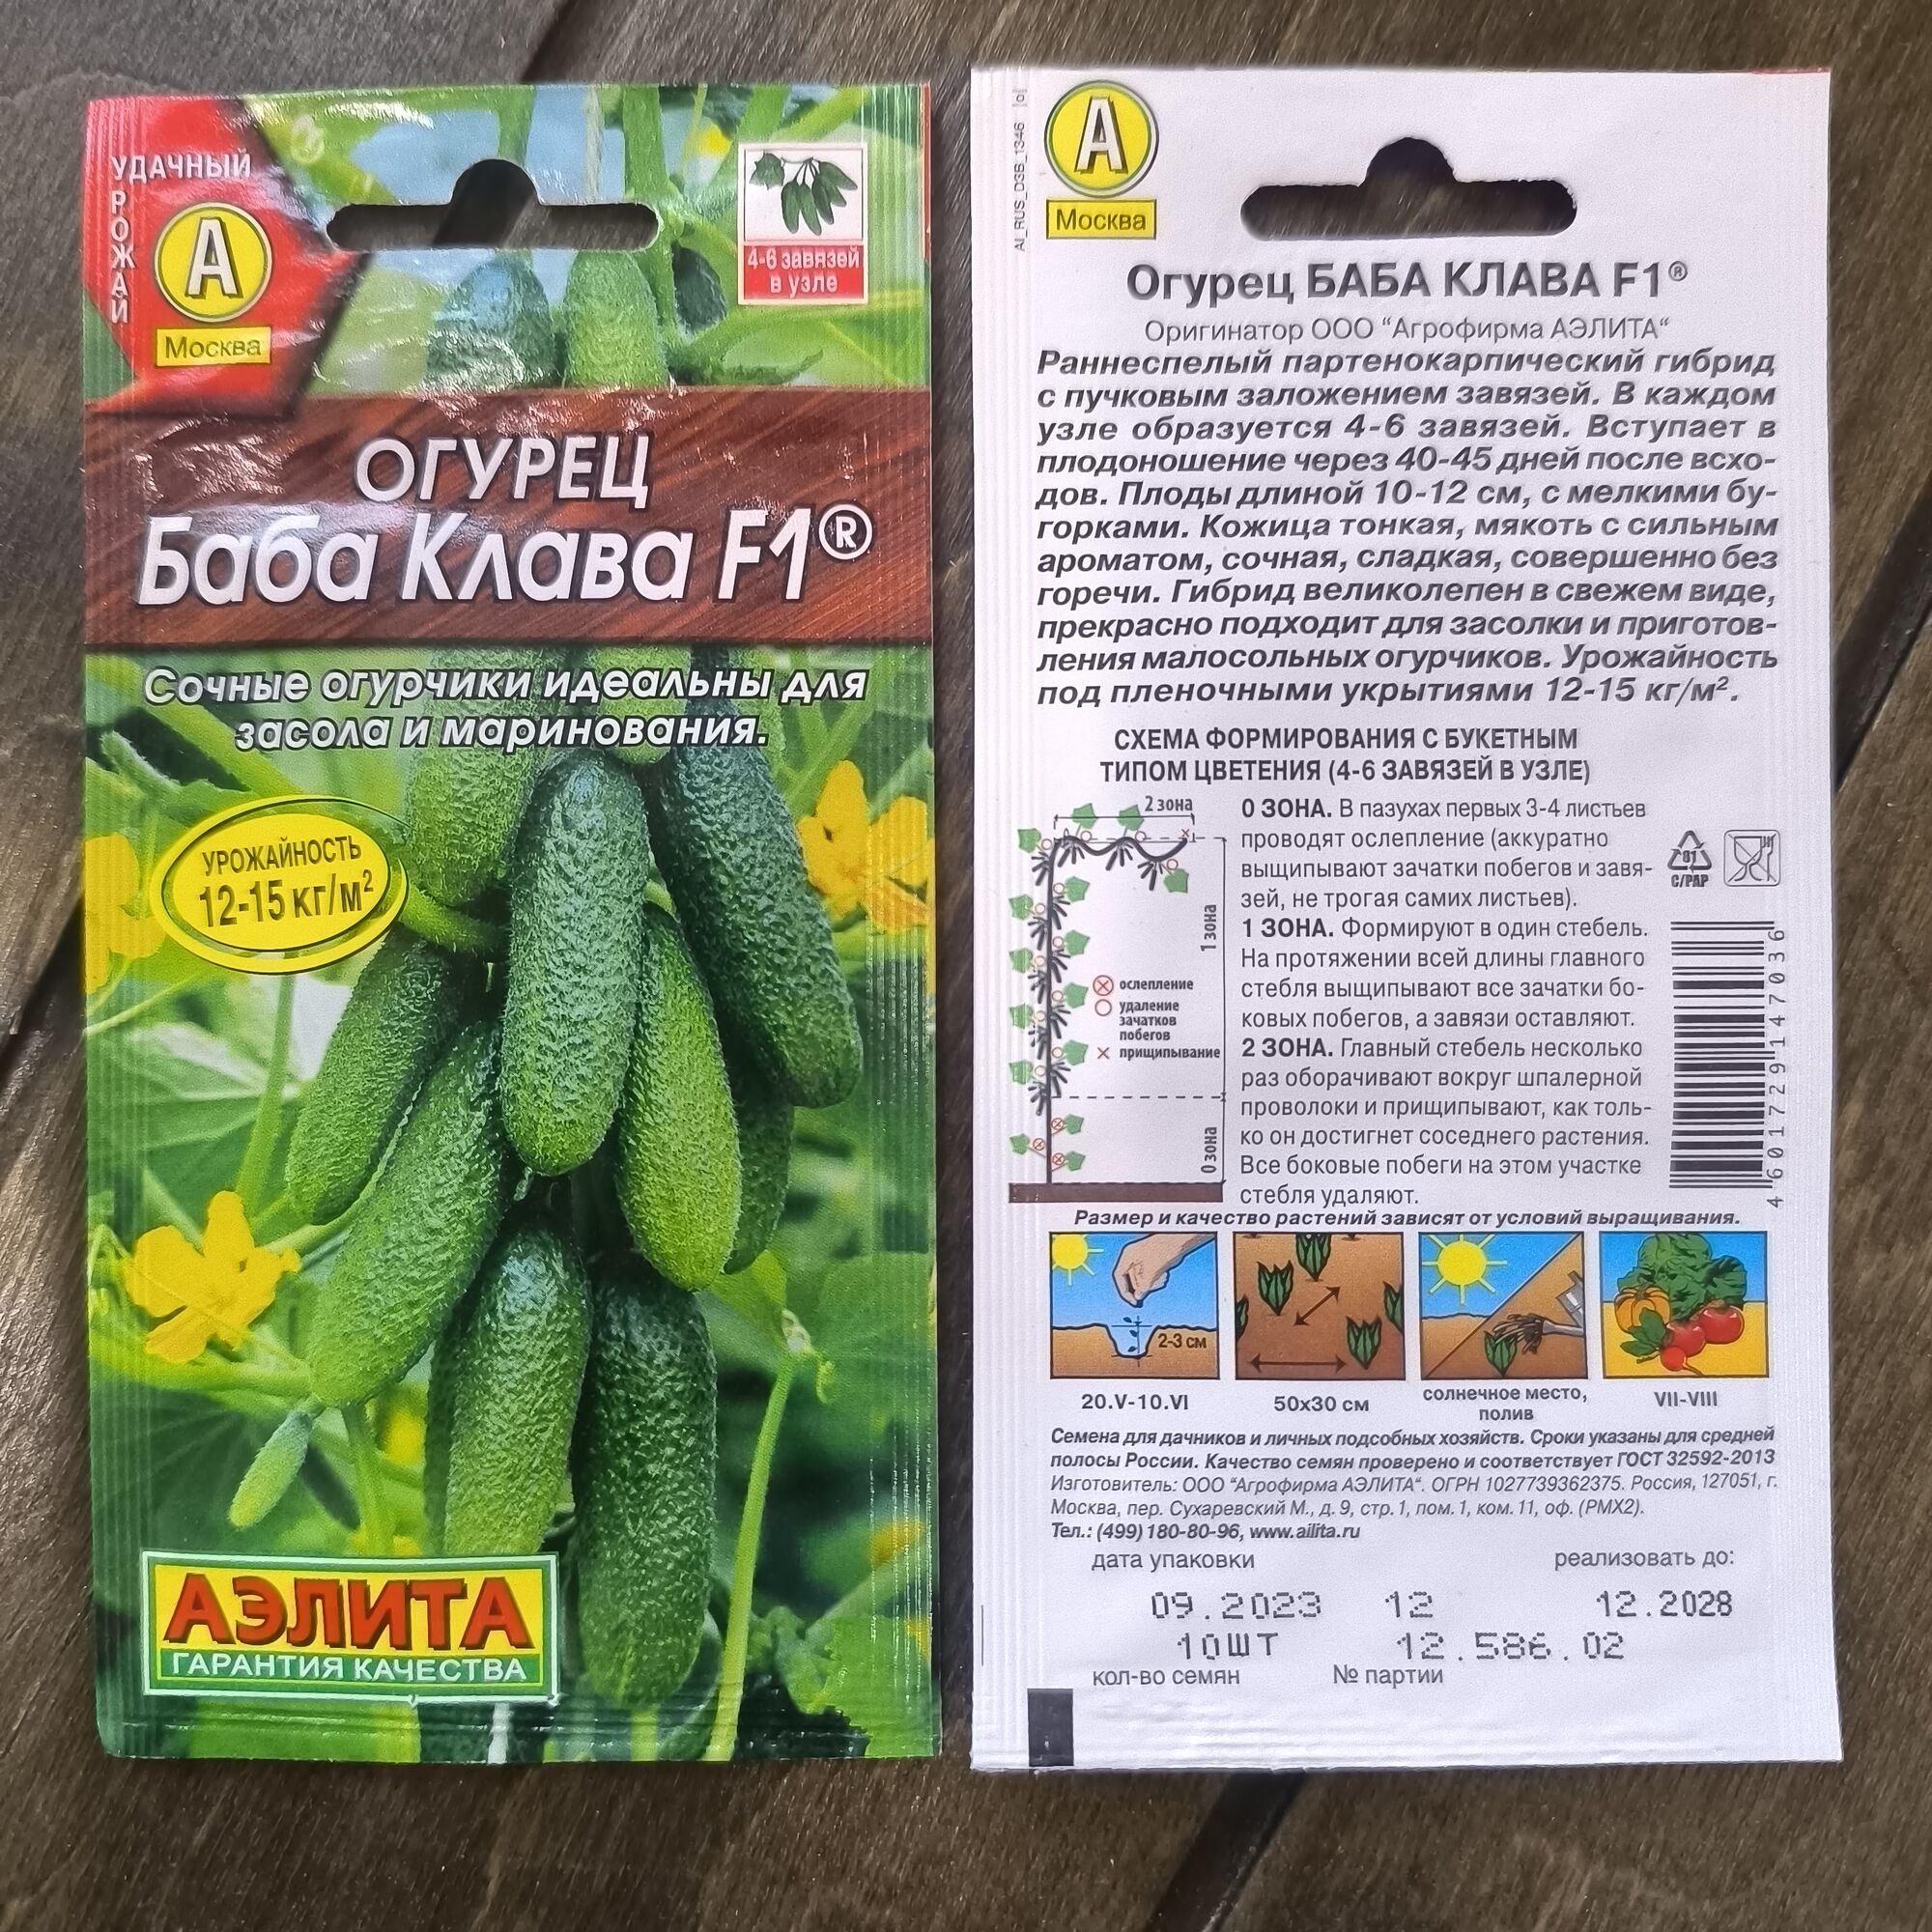 УДАЧНЫЙ
УРОЖАЙ
А
Москва
4-6 завязей
в узле
ОГУРЕЦ
Баба Клава F1®
Сочные огурчики идеальны для
засола и маринования.
УРОЖАЙНОСТЬ
12-15 кг/м²
АЭЛИТА
ГАРАНТИЯ КАЧЕСТВА
AI_RUS_D3B_1346 [o]
А
Москва
Огурец БАБА КЛАВА F1®
Оригинатор ООО “Агрофирма АЭЛИТА“
Раннеспелый партенокарпический гибрид
с пучковым заложением завязей. В каждом
узле образуется 4-6 завязей. Вступает в
плодоношение через 40-45 дней после всхо-
дов. Плоды длиной 10-12 см, с мелкими бу-
горками. Кожица тонкая, мякоть с сильным
ароматом, сочная, сладкая, совершенно без
горечи. Гибрид великолепен в свежем виде,
прекрасно подходит для засолки и приготов-
ления малосольных огурчиков. Урожайность
под пленочными укрытиями 12-15 кг/м².
СХЕМА ФОРМИРОВАНИЯ С БУКЕТНЫМ
ТИПОМ ЦВЕТЕНИЯ (4-6 ЗАВЯЗЕЙ В УЗЛЕ)
2 зона
1 зона
0 зона
ослепление
удаление
зачатков
побегов
прищипывание
0 ЗОНА. В пазухах первых 3-4 листьев
проводят ослепление (аккуратно
выщипывают зачатки побегов и завя-
зей, не трогая самих листьев).
1 ЗОНА. Формируют в один стебель.
На протяжении всей длины главного
стебля выщипывают все зачатки бо-
ковых побегов, а завязи оставляют.
2 ЗОНА. Главный стебель несколько
раз оборачивают вокруг шпалерной
проволоки и прищипывают, как толь-
ко он достигнет соседнего растения.
Все боковые побеги на этом участке
стебля удаляют.
81
C/PAP
4601729147036
Размер и качество растений зависят от условий выращивания.
2-3 см
20.V-10.VI
50х30 см
солнечное место,
полив
VII-VIII
Семена для дачников и личных подсобных хозяйств. Сроки указаны для средней
полосы России. Качество семян проверено и соответствует ГОСТ 32592-2013
Изготовитель: ООО “Агрофирма АЭЛИТА“. ОГРН 1027739362375. Россия, 127051, г.
Москва, пер. Сухаревский М., д. 9, стр. 1, пом. 1, ком. 11, оф. (РМХ2).
Тел.: (499) 180-80-96, www.ailita.ru
дата упаковки
реализовать до:
09.2023 12 12.2028
10ШТ 12.586.02
кол-во семян
№ партии